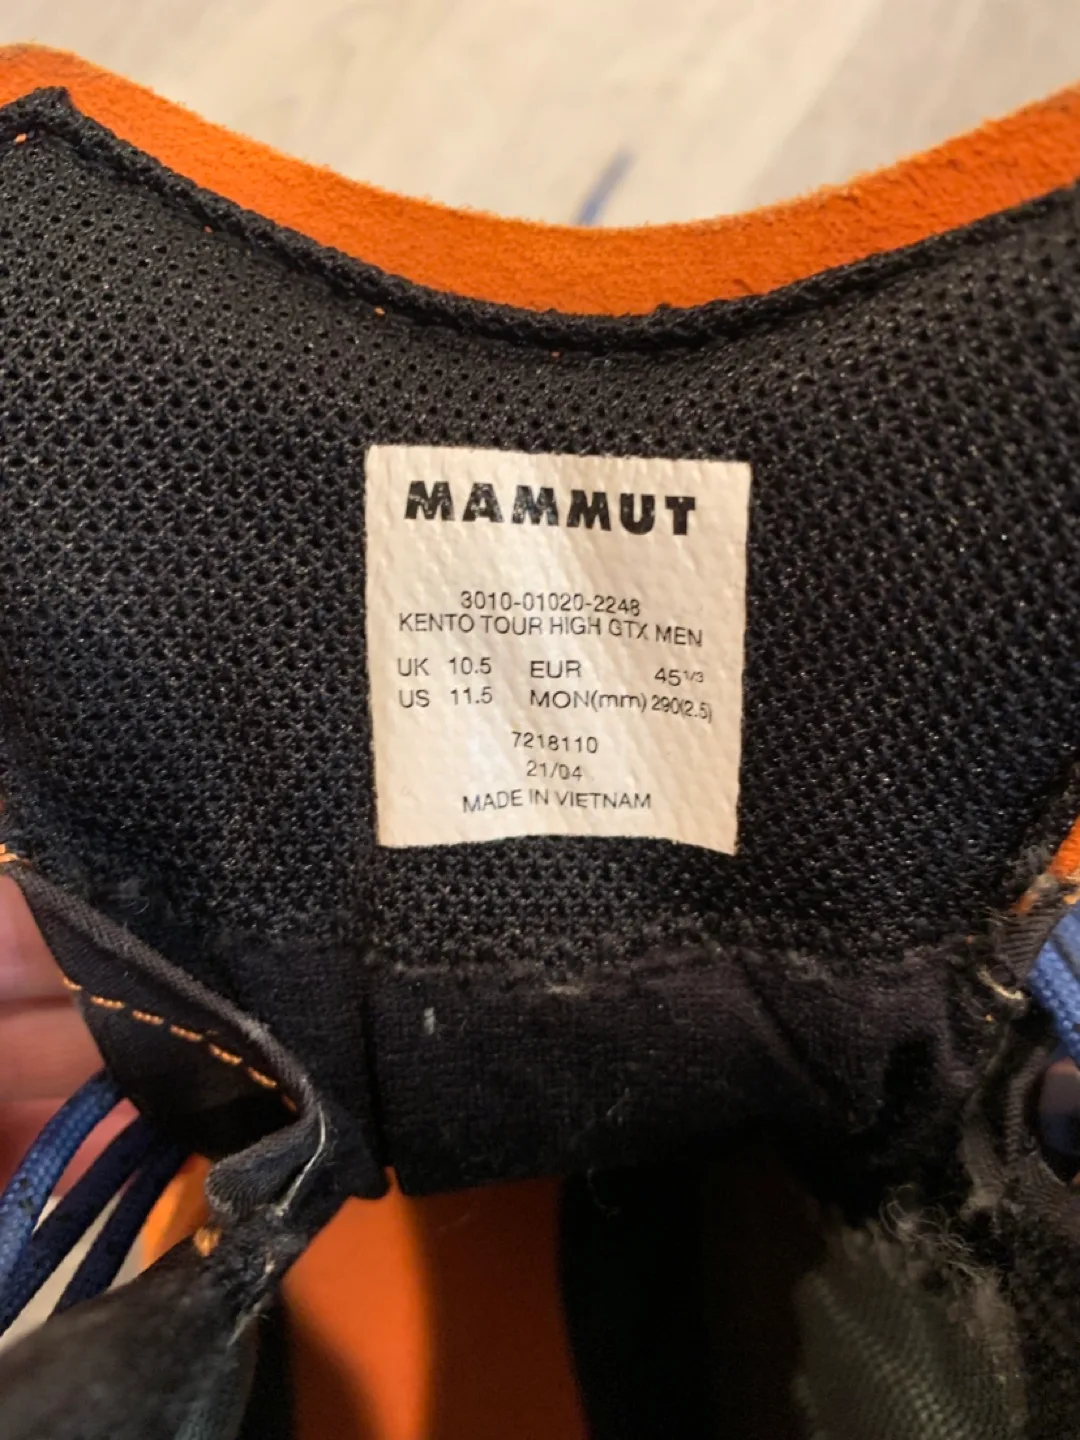 MAMMUT
3010-01020-2248
KENTO TOUR HIGH GTX MEN
UK 10.5 EUR 45 1/3
US 11.5 MON(mm) 290(2.5)
7218110
21/04
MADE IN VIETNAM